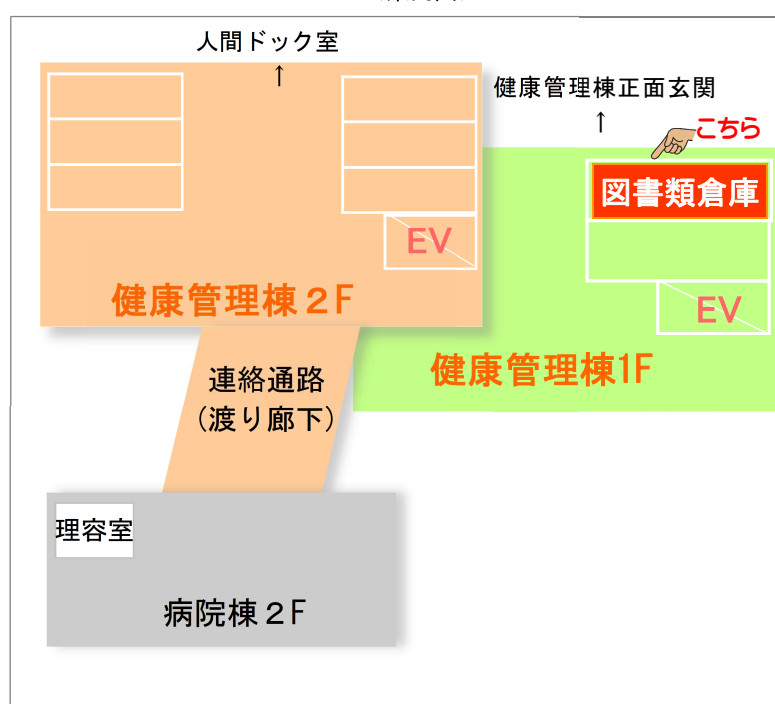 人間ドック室
↑
健康管理棟正面玄関
↑
こちら
図書類倉庫
EV
EV
健康管理棟２F
健康管理棟1F
連絡通路
(渡り廊下)
理容室
病院棟２F